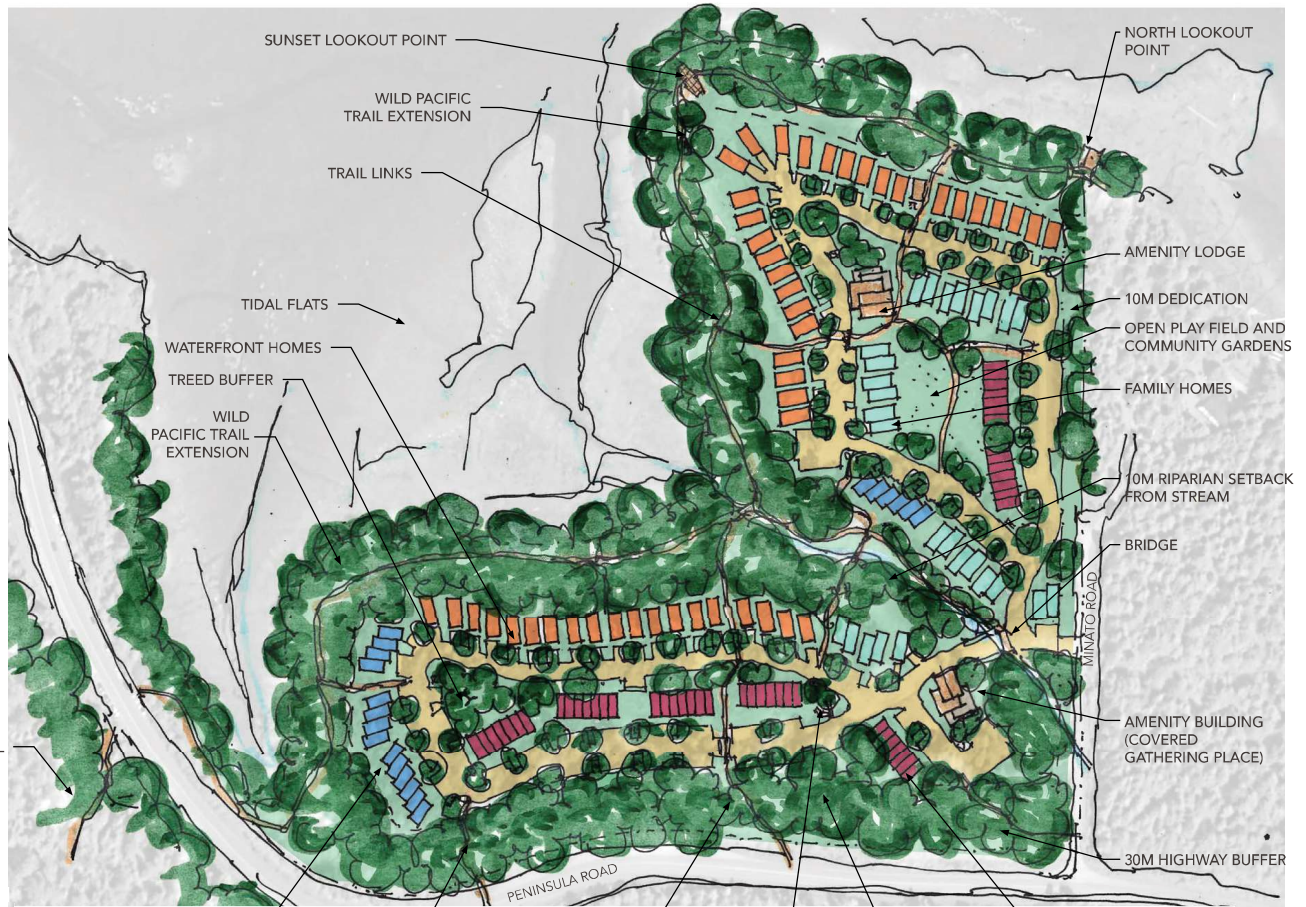 SUNSET LOOKOUT POINT
WILD PACIFIC
TRAIL EXTENSION
TRAIL LINKS
TIDAL FLATS
WATERFRONT HOMES
TREED BUFFER
WILD
PACIFIC TRAIL
EXTENSION
NORTH LOOKOUT
POINT
AMENITY LODGE
10M DEDICATION
OPEN PLAY FIELD AND
COMMUNITY GARDENS
FAMILY HOMES
10M RIPARIAN SETBACK
FROM STREAM
BRIDGE
MINATO ROAD
AMENITY BUILDING
(COVERED
GATHERING PLACE)
30M HIGHWAY BUFFER
PENINSULA ROAD